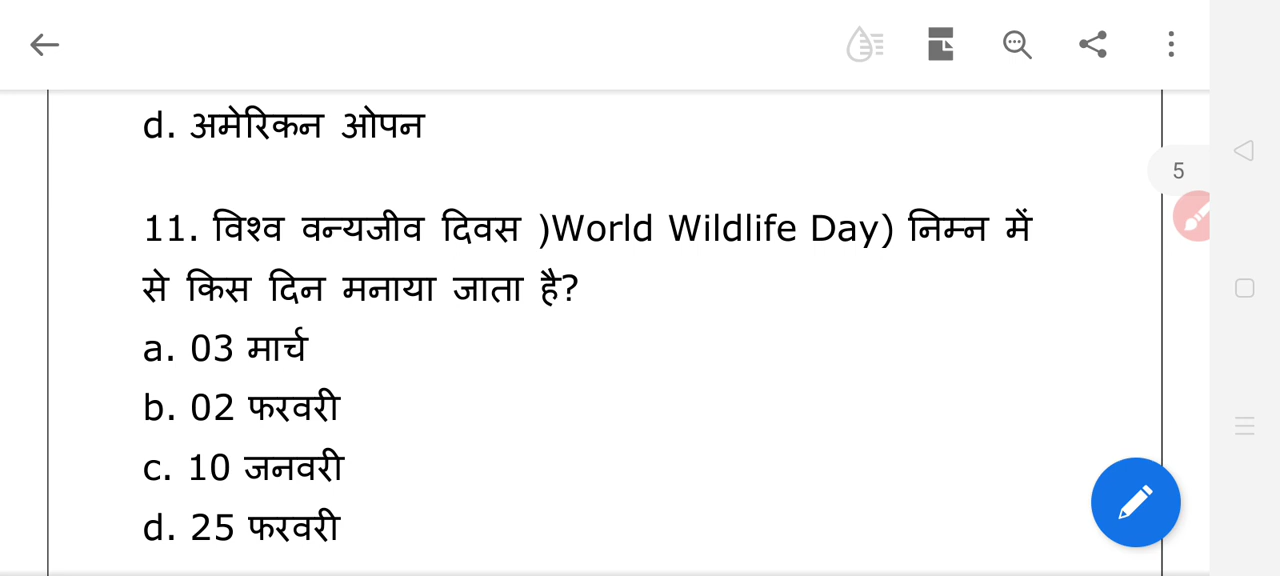 d. अमेरिकन ओपन
5
11. विश्व वन्यजीव दिवस )World Wildlife Day) निम्न में
से किस दिन मनाया जाता है?
a. 03 मार्च
b. 02 फरवरी
c. 10 जनवरी
d. 25 फरवरी